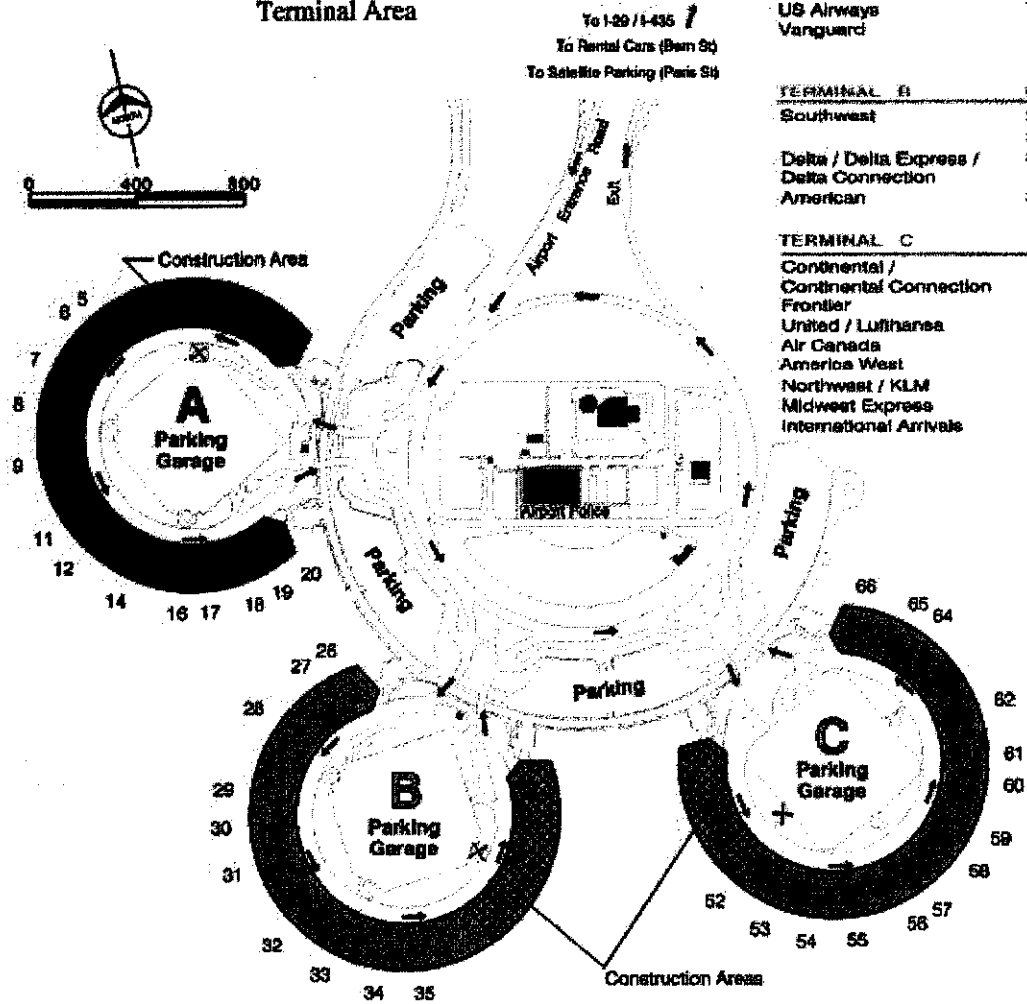 Terminal Area
To I-29 / I-435
To Rental Cars (Bern St)
To Satellite Parking (Paris St)
US Airways
Vanguard
TERMINAL B
Southwest
Delta / Delta Express /
Delta Connection
American
TERMINAL C
Continental /
Continental Connection
Frontier
United / Lufthansa
Air Canada
America West
Northwest / KLM
Midwest Express
International Arrivals
0 400 800
Construction Area
Airport Entrance Road
Exit
Parking
A
Parking
Garage
5
6
7
8
9
11
12
14
16 17
18
19
20
Airport Police
Parking
Parking
Parking
26
27
28
29
30
31
32
33
34 35
B
Parking
Garage
C
Parking
Garage
66
65
64
62
61
60
59
58
57
56
55
54
53
52
Construction Areas